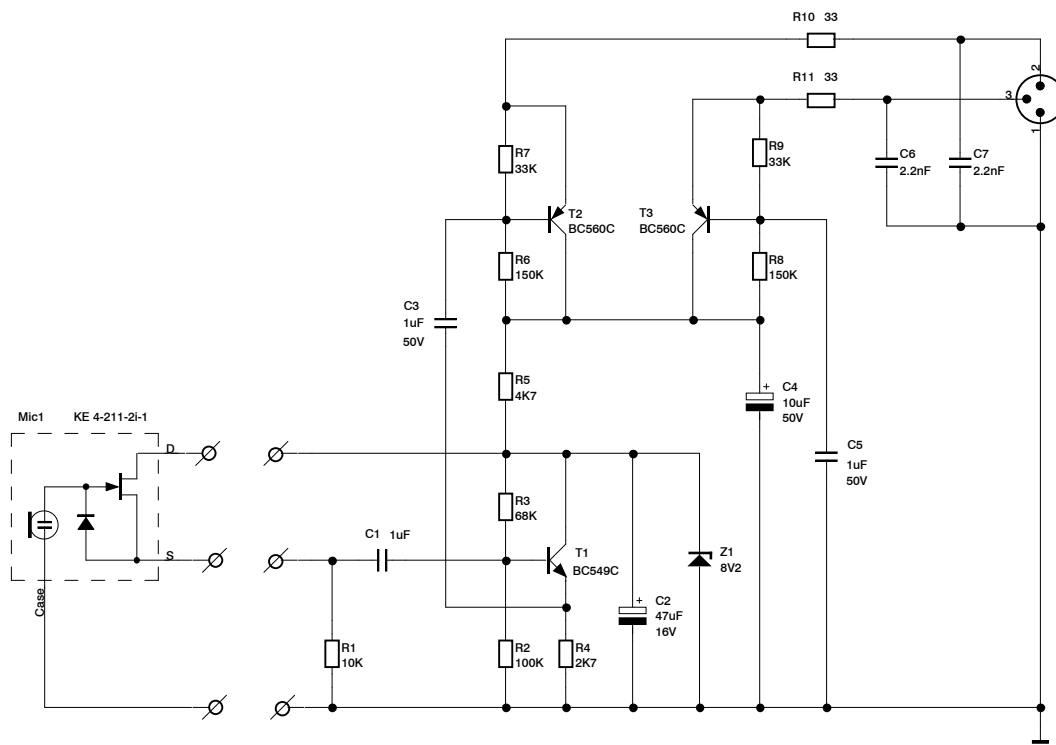 R10 33
2
R11 33
3
1
R7
33K
R9
33K
C6
2.2nF
C7
2.2nF
T2
BC560C
T3
BC560C
R6
150K
R8
150K
C3
1uF
50V
R5
4K7
+
C4
10uF
50V
Mic1 KE 4-211-2i-1
D
C5
1uF
50V
R3
68K
C1 1uF
T1
BC549C
Z1
8V2
S
Case
+
C2
47uF
16V
R1
10K
R2
100K
R4
2K7